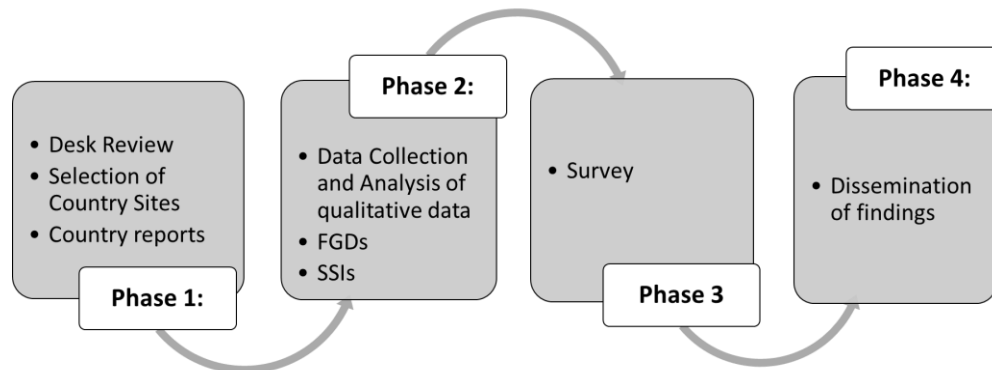 Phase 1:
• Desk Review
• Selection of
Country Sites
• Country reports
Phase 2:
• Data Collection
and Analysis of
qualitative data
• FGDs
• SSIs
Phase 3
• Survey
Phase 4:
• Dissemination
of findings